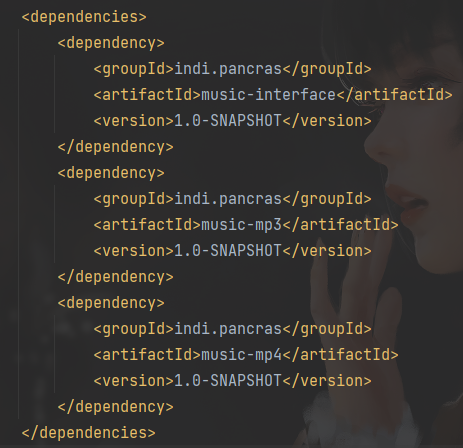 <dependencies>
<dependency>
<groupId>indi.pancras</groupId>
<artifactId>music-interface</artifactId>
<version>1.0-SNAPSHOT</version>
</dependency>
<dependency>
<groupId>indi.pancras</groupId>
<artifactId>music-mp3</artifactId>
<version>1.0-SNAPSHOT</version>
</dependency>
<dependency>
<groupId>indi.pancras</groupId>
<artifactId>music-mp4</artifactId>
<version>1.0-SNAPSHOT</version>
</dependency>
</dependencies>